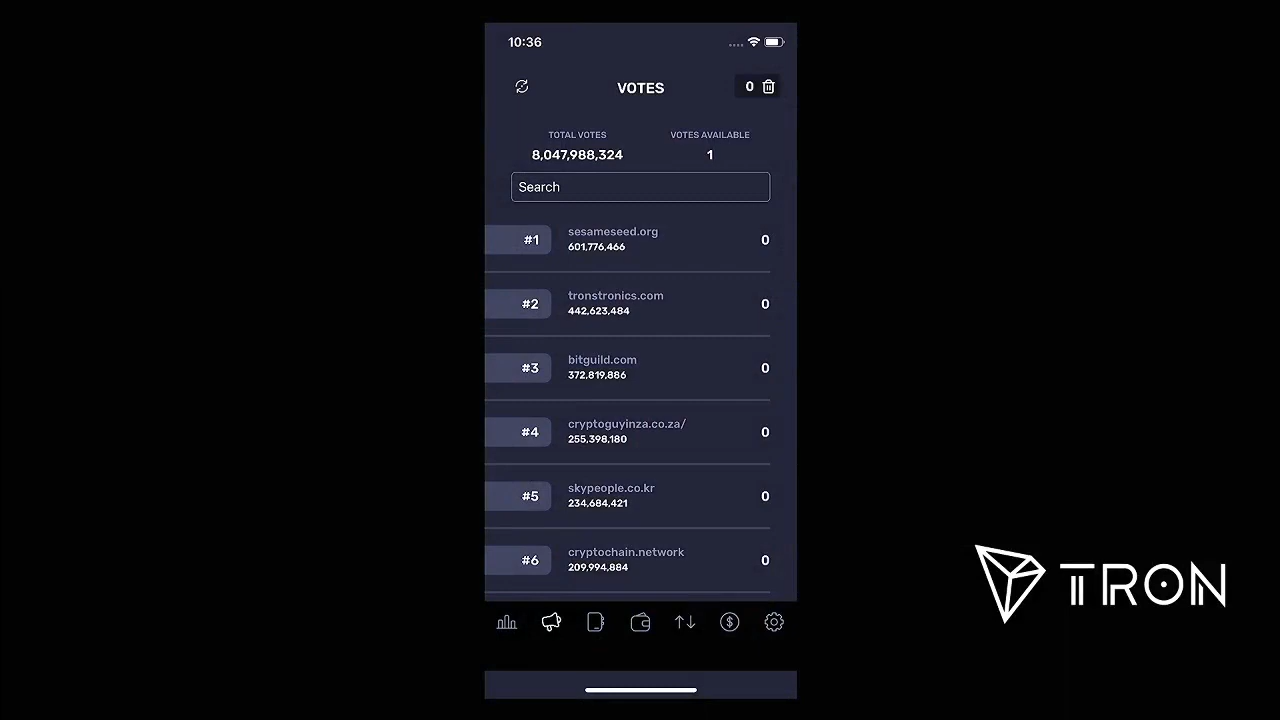 10:36
VOTES
0
TOTAL VOTES
VOTES AVAILABLE
8,047,988,324
1
Search
#1
sesameseed.org
601,776,466
0
#2
tronstronics.com
442,623,484
0
#3
bitguild.com
372,819,886
0
#4
cryptoguyinza.co.za/
255,398,180
0
#5
skypeople.co.kr
234,684,421
0
#6
cryptochain.network
209,994,884
0
TRON